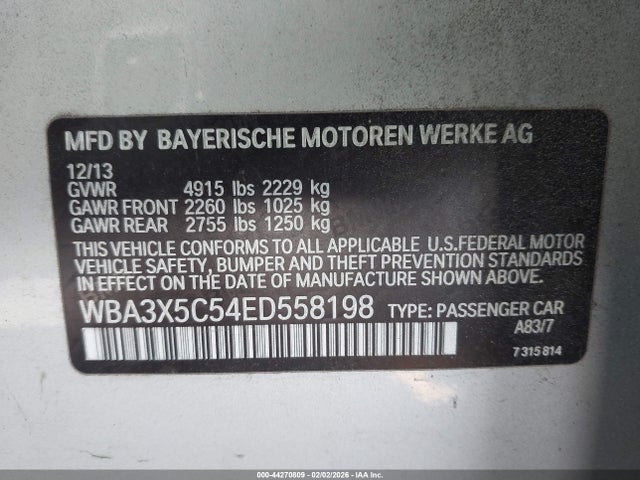 MFD BY BAYERISCHE MOTOREN WERKE AG
12/13
GVWR 4915 lbs 2229 kg
GAWR FRONT 2260 lbs 1025 kg
GAWR REAR 2755 lbs 1250 kg
THIS VEHICLE CONFORMS TO ALL APPLICABLE U.S.FEDERAL MOTOR
VEHICLE SAFETY, BUMPER AND THEFT PREVENTION STANDARDS
IN EFFECT ON THE DATE OF MANUFACTURE SHOWN ABOVE.
WBA3X5C54ED558198 TYPE: PASSENGER CAR
A83/7
7315814
000-44270809 - 02/02/2026 - COPYRIGHT IAA, LLC.